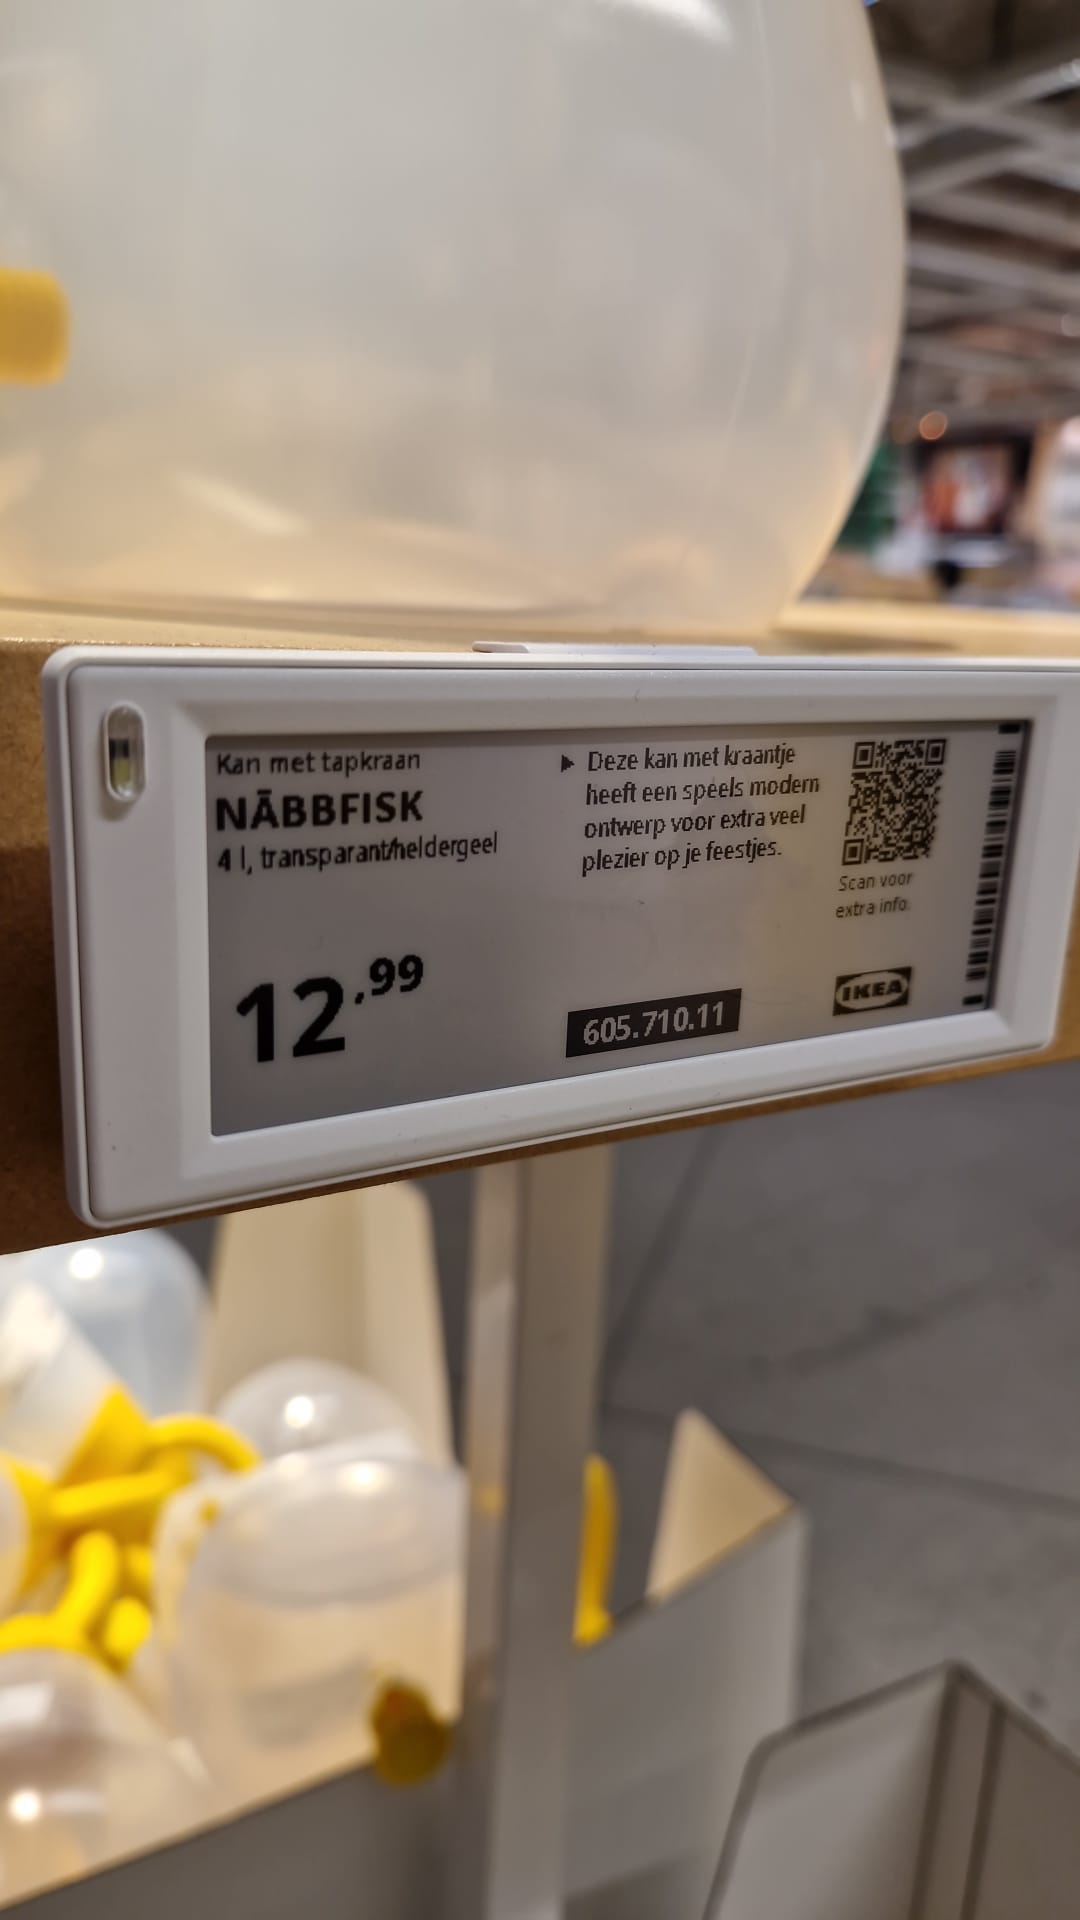 Kan met tapkraan
NÄBBFISK
4 l, transparant/heldergeel
12,99
▶ Deze kan met kraantje
heeft een speels modern
ontwerp voor extra veel
plezier op je feestjes.
605.710.11
Scan voor
extra info.
IKEA